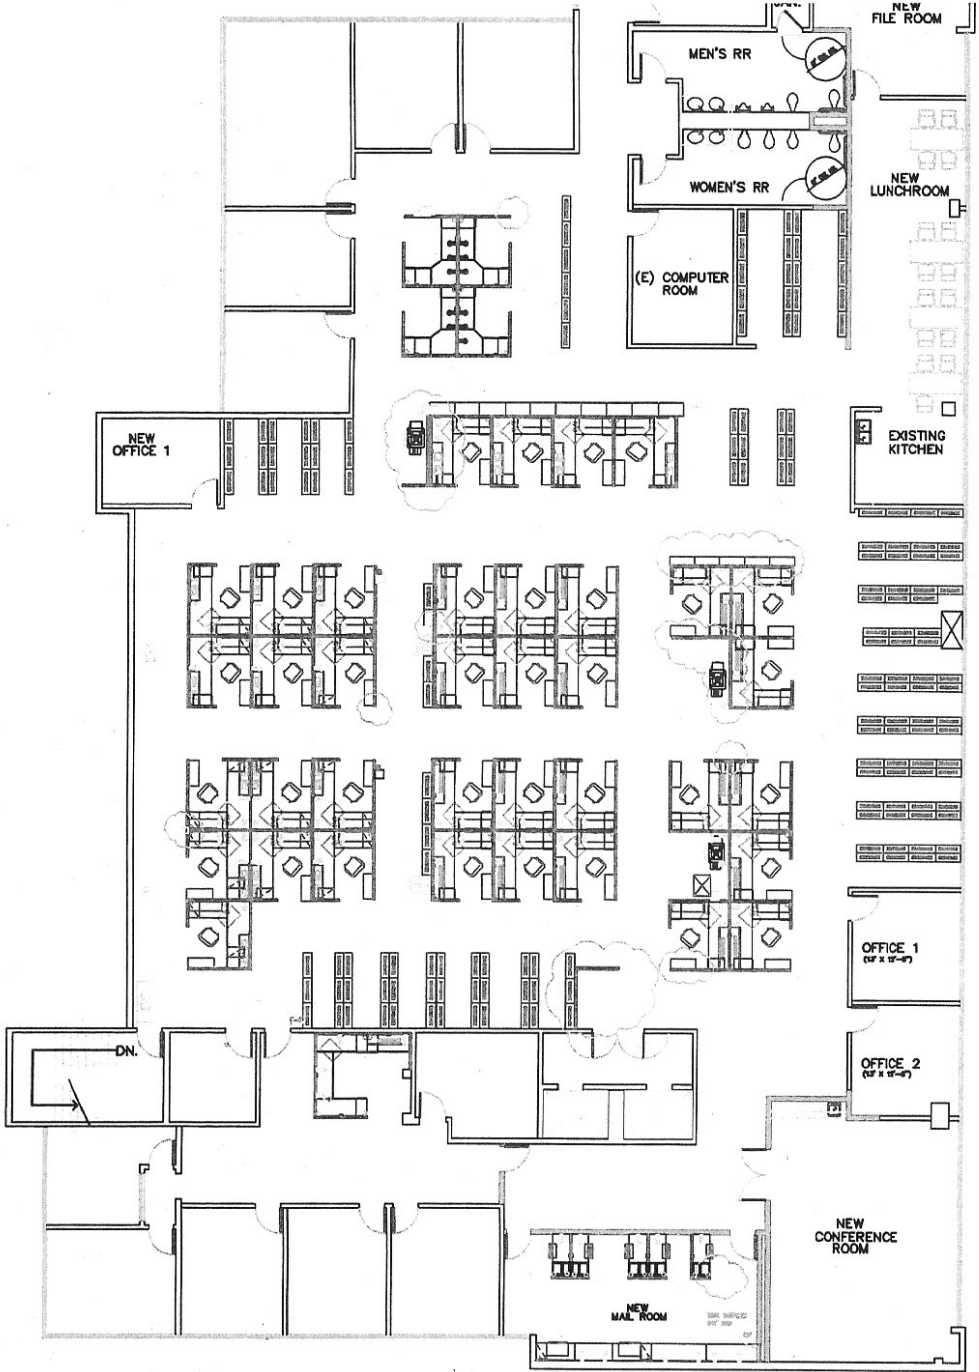 NEW
FILE ROOM
MEN'S RR
NEW
LUNCHROOM
WOMEN'S RR
(E) COMPUTER
ROOM
NEW
OFFICE 1
EXISTING
KITCHEN
OFFICE 1
DN.
OFFICE 2
NEW
CONFERENCE
ROOM
NEW
MAIL ROOM